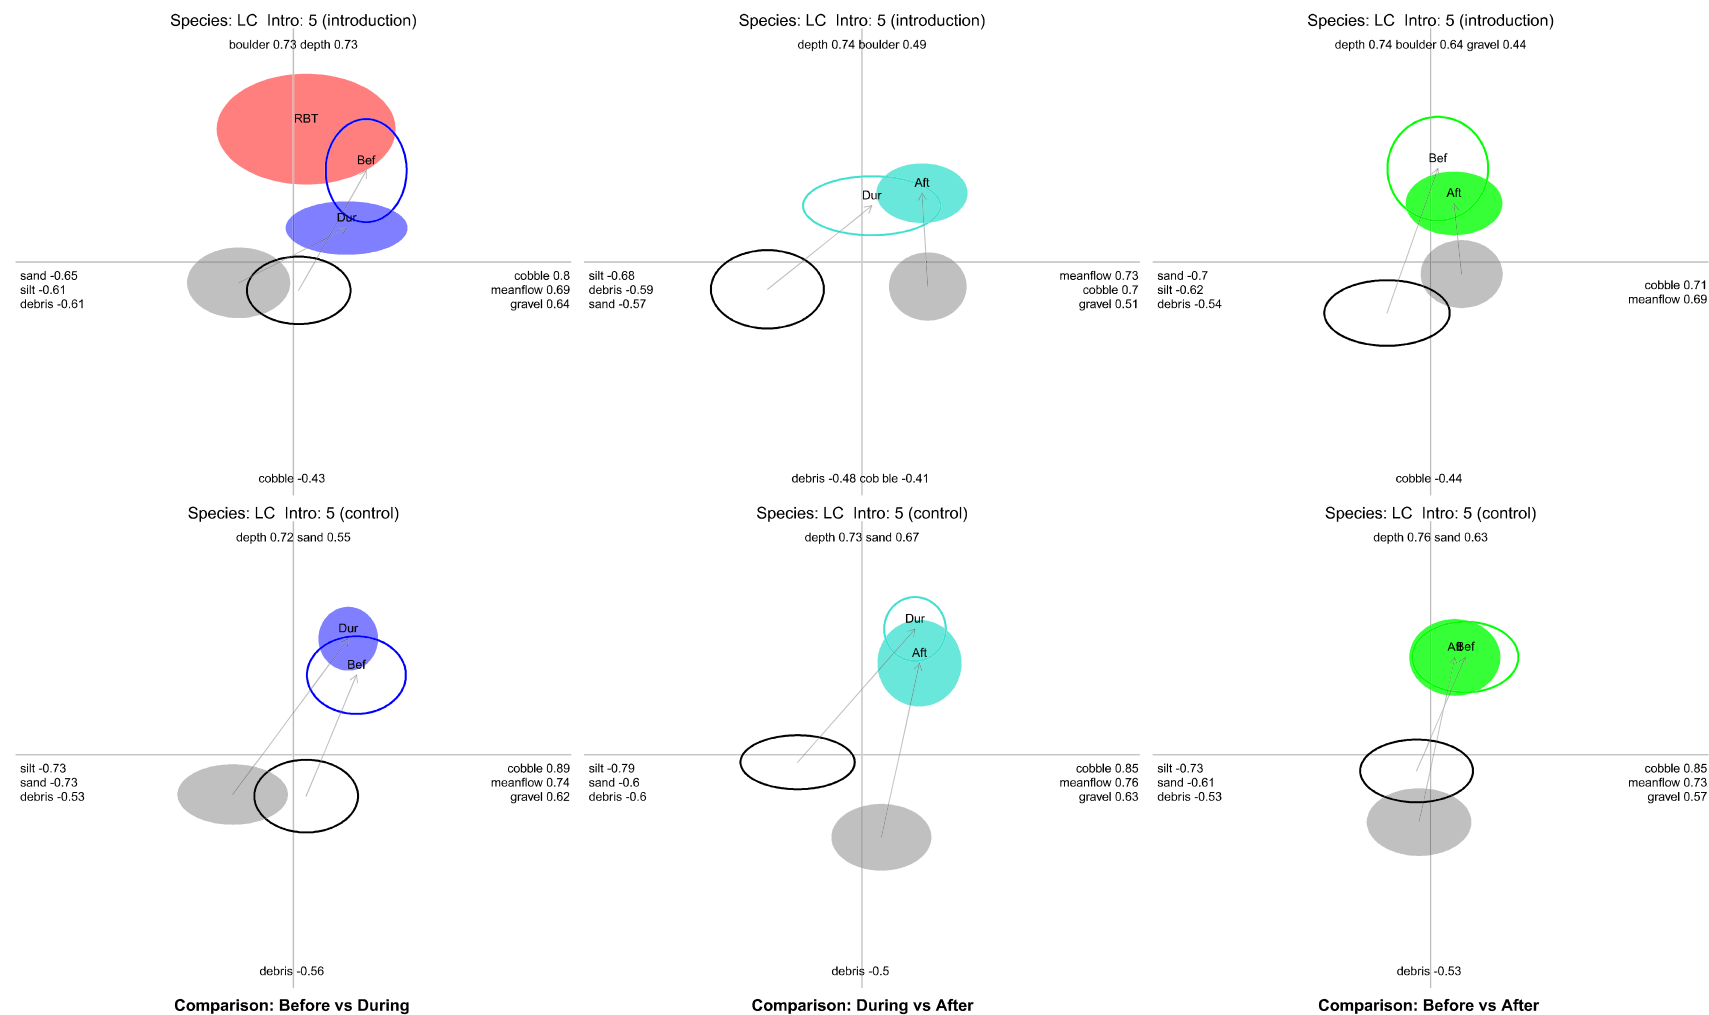 Species: LC  Intro: 5 (introduction)
boulder 0.73 depth 0.73
RBT
Bef
Dur
sand -0.65
silt -0.61
debris -0.61
cobble 0.8
meanflow 0.69
gravel 0.64
cobble -0.43
Species: LC  Intro: 5 (introduction)
depth 0.74 boulder 0.49
Dur
Aft
silt -0.68
debris -0.59
sand -0.57
meanflow 0.73
cobble 0.7
gravel 0.51
debris -0.48 cob ble -0.41
Species: LC  Intro: 5 (introduction)
depth 0.74 boulder 0.64 gravel 0.44
Bef
Aft
sand -0.7
silt -0.62
debris -0.54
cobble 0.71
meanflow 0.69
cobble -0.44
Species: LC  Intro: 5 (control)
depth 0.72 sand 0.55
Dur
Bef
silt -0.73
sand -0.73
debris -0.53
cobble 0.89
meanflow 0.74
gravel 0.62
debris -0.56
Comparison: Before vs During
Species: LC  Intro: 5 (control)
depth 0.73 sand 0.67
Dur
Aft
silt -0.79
sand -0.6
debris -0.6
cobble 0.85
meanflow 0.76
gravel 0.63
debris -0.5
Comparison: During vs After
Species: LC  Intro: 5 (control)
depth 0.76 sand 0.63
Aft
Bef
silt -0.73
sand -0.61
debris -0.53
cobble 0.85
meanflow 0.73
gravel 0.57
debris -0.53
Comparison: Before vs After